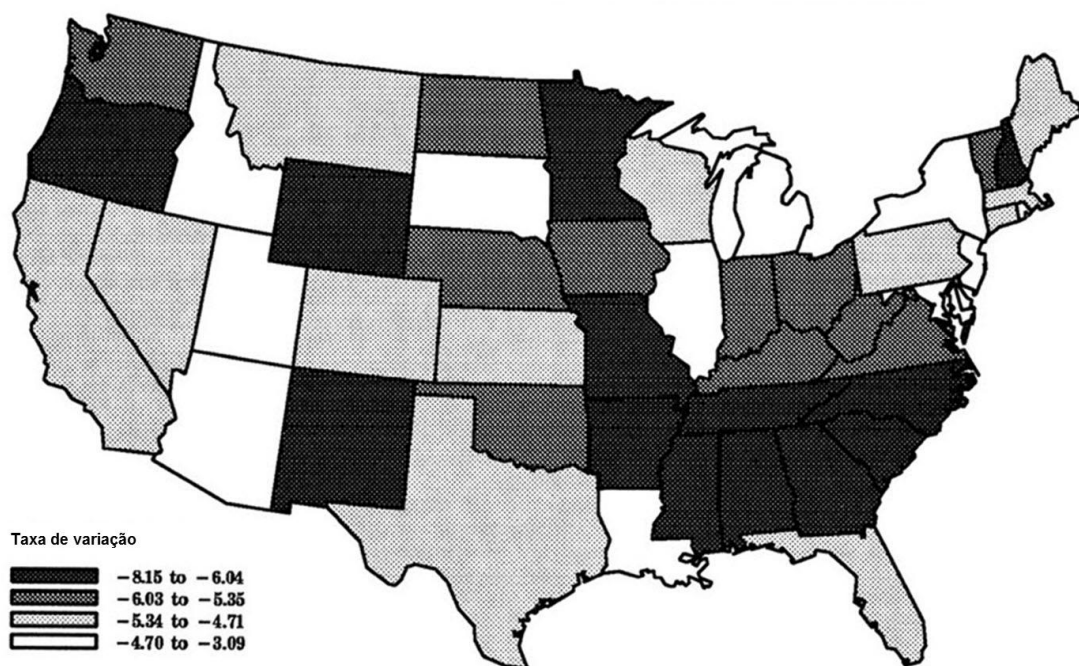 Taxa de variação
−8.15 to −6.04
−6.03 to −5.35
−5.34 to −4.71
−4.70 to −3.09